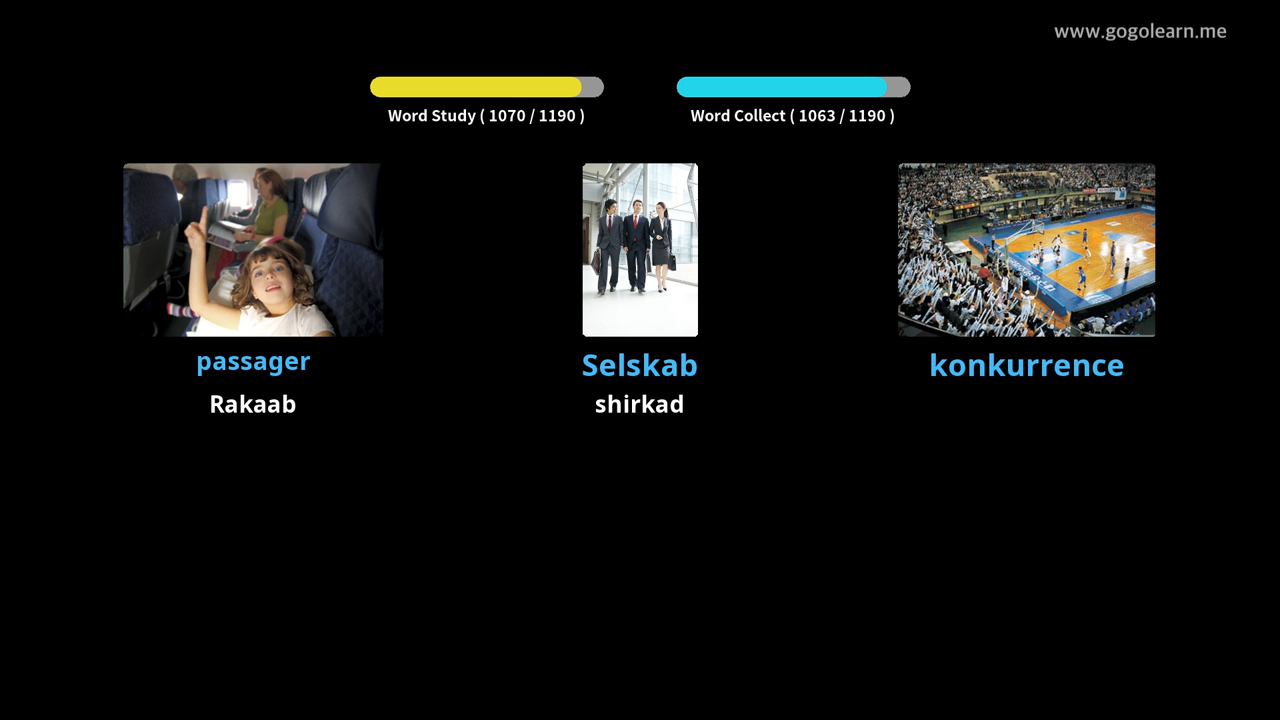 www.gogolearn.me
Word Study ( 1070 / 1190 )
Word Collect ( 1063 / 1190 )
passager
Selskab
konkurrence
Rakaab
shirkad